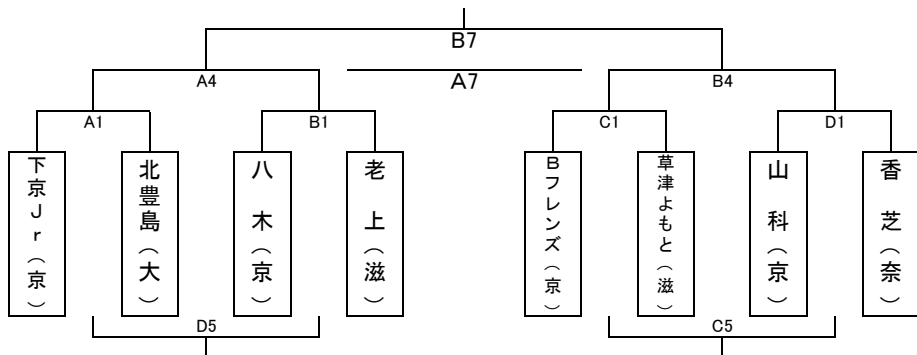 B7
A4
A7
B4
A1
B1
C1
D1
下京Jr(京)
北豊島(大)
八木(京)
老上(滋)
Bフレンズ(京)
草津よもと(滋)
山科(京)
香芝(奈)
D5
C5